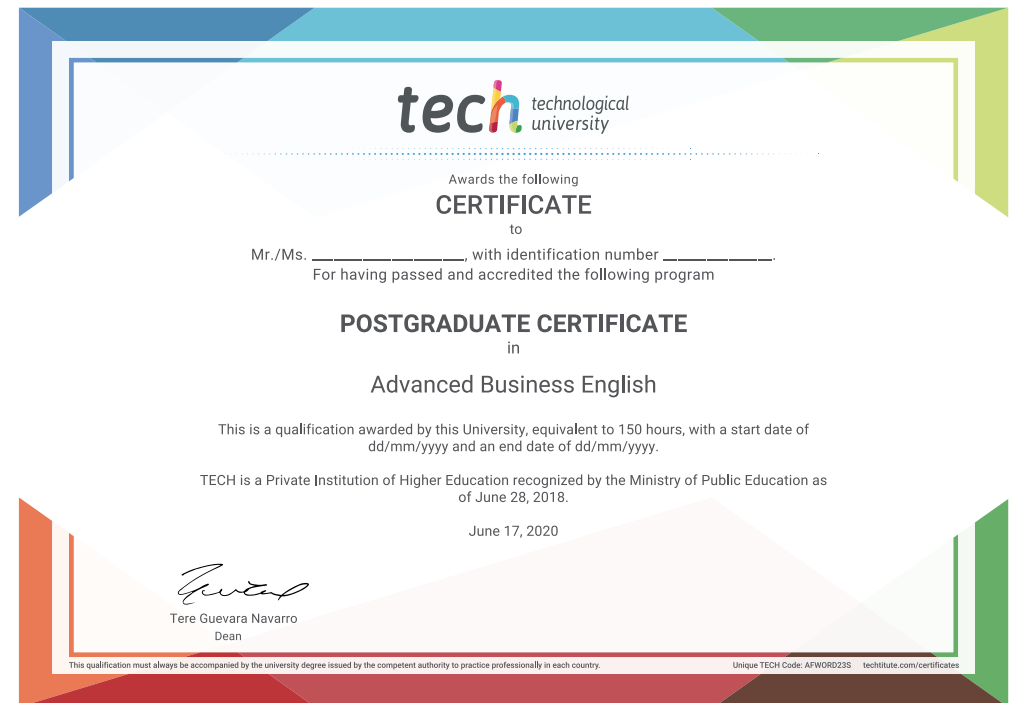 tech technological
university
Awards the following
CERTIFICATE
to
Mr./Ms. ____________________, with identification number ______________.
For having passed and accredited the following program
POSTGRADUATE CERTIFICATE
in
Advanced Business English
This is a qualification awarded by this University, equivalent to 150 hours, with a start date of
dd/mm/yyyy and an end date of dd/mm/yyyy.
TECH is a Private Institution of Higher Education recognized by the Ministry of Public Education as
of June 28, 2018.
June 17, 2020
Tere Guevara Navarro
Dean
This qualification must always be accompanied by the university degree issued by the competent authority to practice professionally in each country.
Unique TECH Code: AFWORD23S techtitute.com/certificates